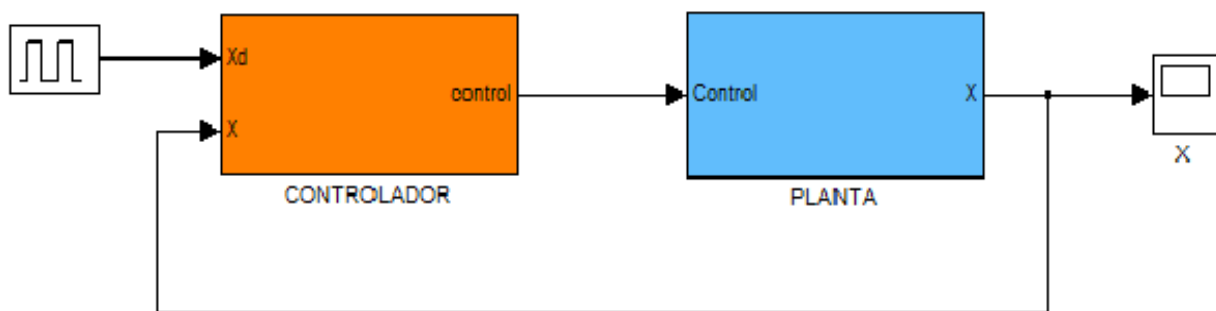 Xd
control
X
CONTROLADOR
Control
X
PLANTA
X